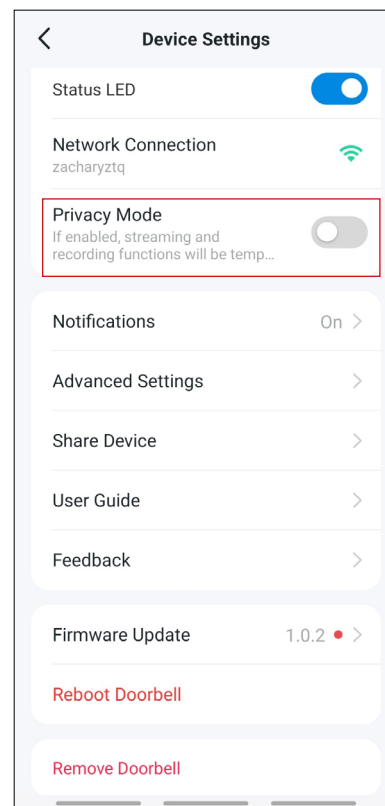 Device Settings
Status LED
Network Connection
zacharyztq
Privacy Mode
If enabled, streaming and
recording functions will be temp...
Notifications On
Advanced Settings
Share Device
User Guide
Feedback
Firmware Update 1.0.2
Reboot Doorbell
Remove Doorbell